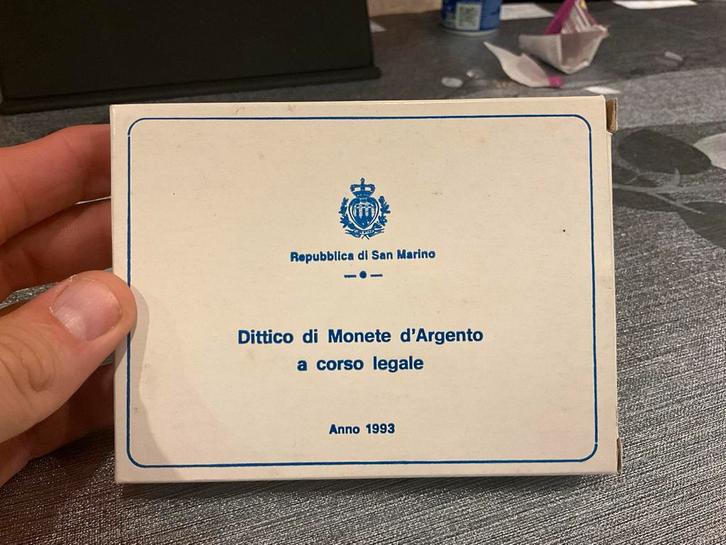 Repubblica di San Marino
Dittico di Monete d'Argento
a corso legale
Anno 1993